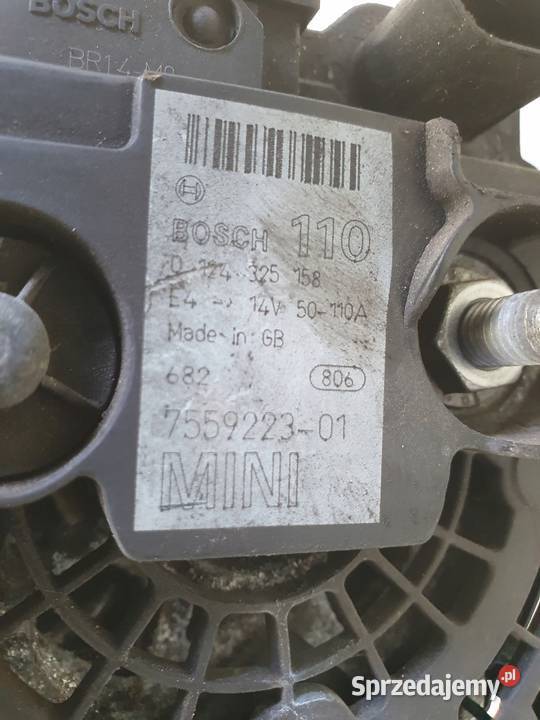 BOSCH
BR14-M
BOSCH 110
0 124 325 158
E4 -> 14V 50-110A
Made in GB
682 806
7559223-01
MINI
Sprzedajemy.pl